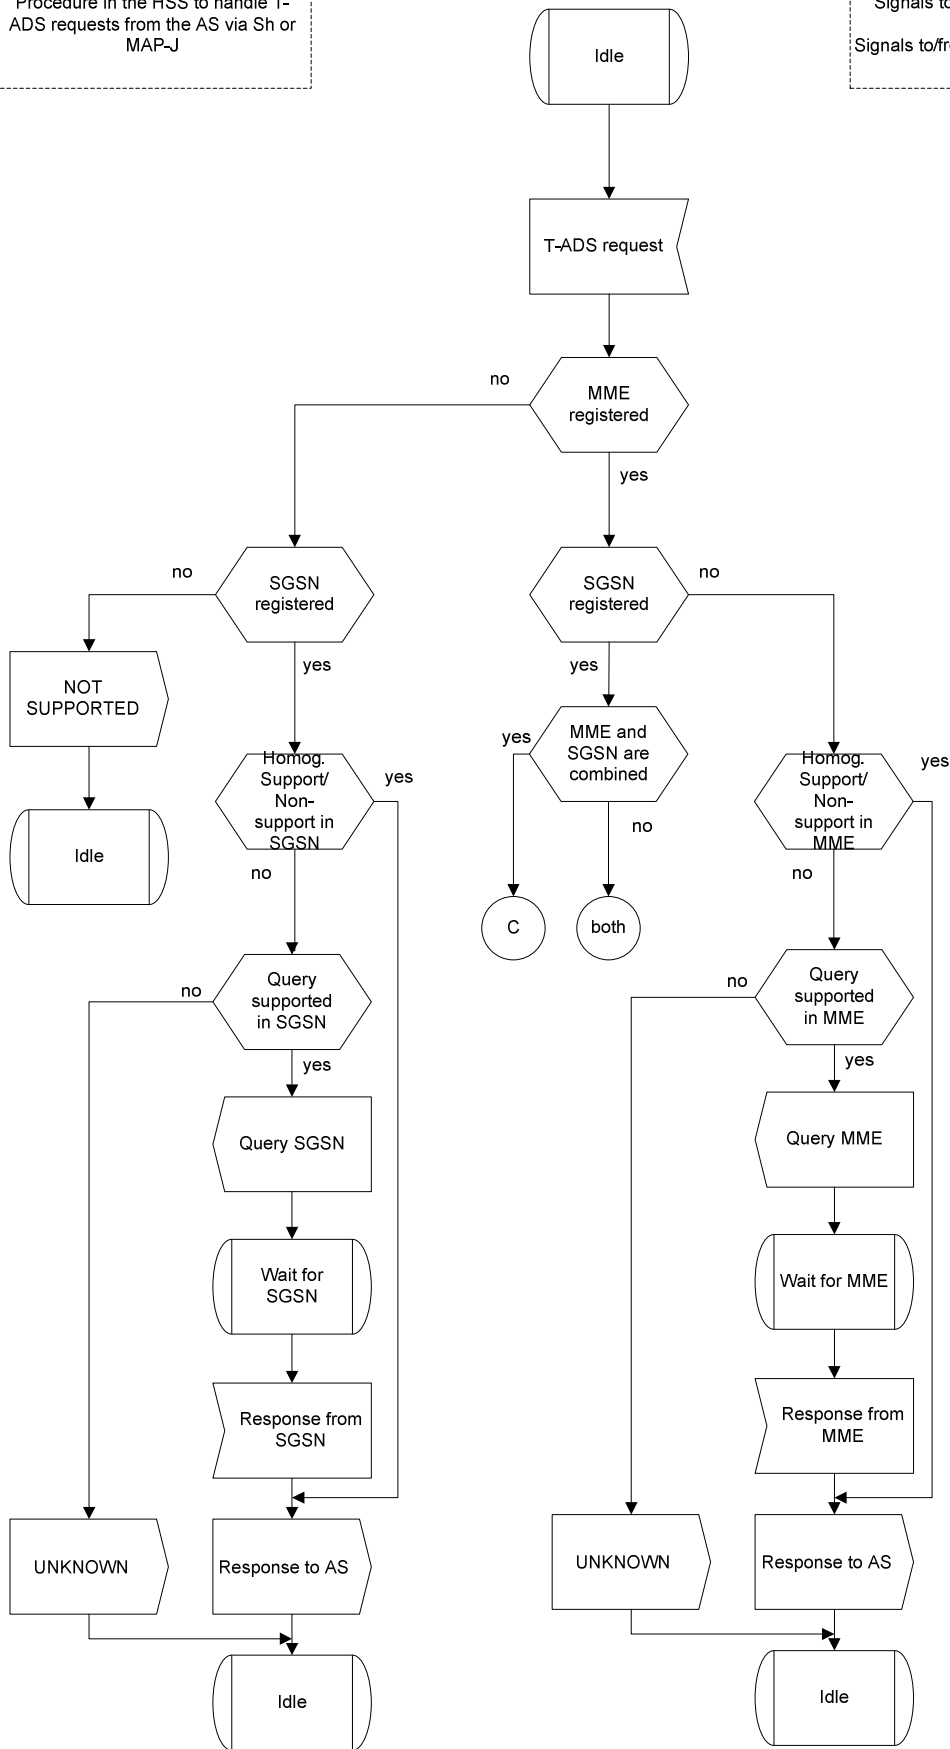 Procedure in the HSS to handle T-
ADS requests from the AS via Sh or
MAP-J
Signals to
Signals to/fr
Idle
T-ADS request
no
MME
registered
yes
no
SGSN
registered
yes
SGSN
registered
no
yes
NOT
SUPPORTED
Idle
Homog.
Support/
Non-
support in
SGSN
yes
no
yes
MME and
SGSN are
combined
no
C
both
Homog.
Support/
Non-
support in
MME
yes
no
no
Query
supported
in SGSN
yes
no
Query
supported
in MME
yes
Query SGSN
Query MME
Wait for
SGSN
Wait for MME
Response from
SGSN
Response from
MME
UNKNOWN
Response to AS
UNKNOWN
Response to AS
Idle
Idle